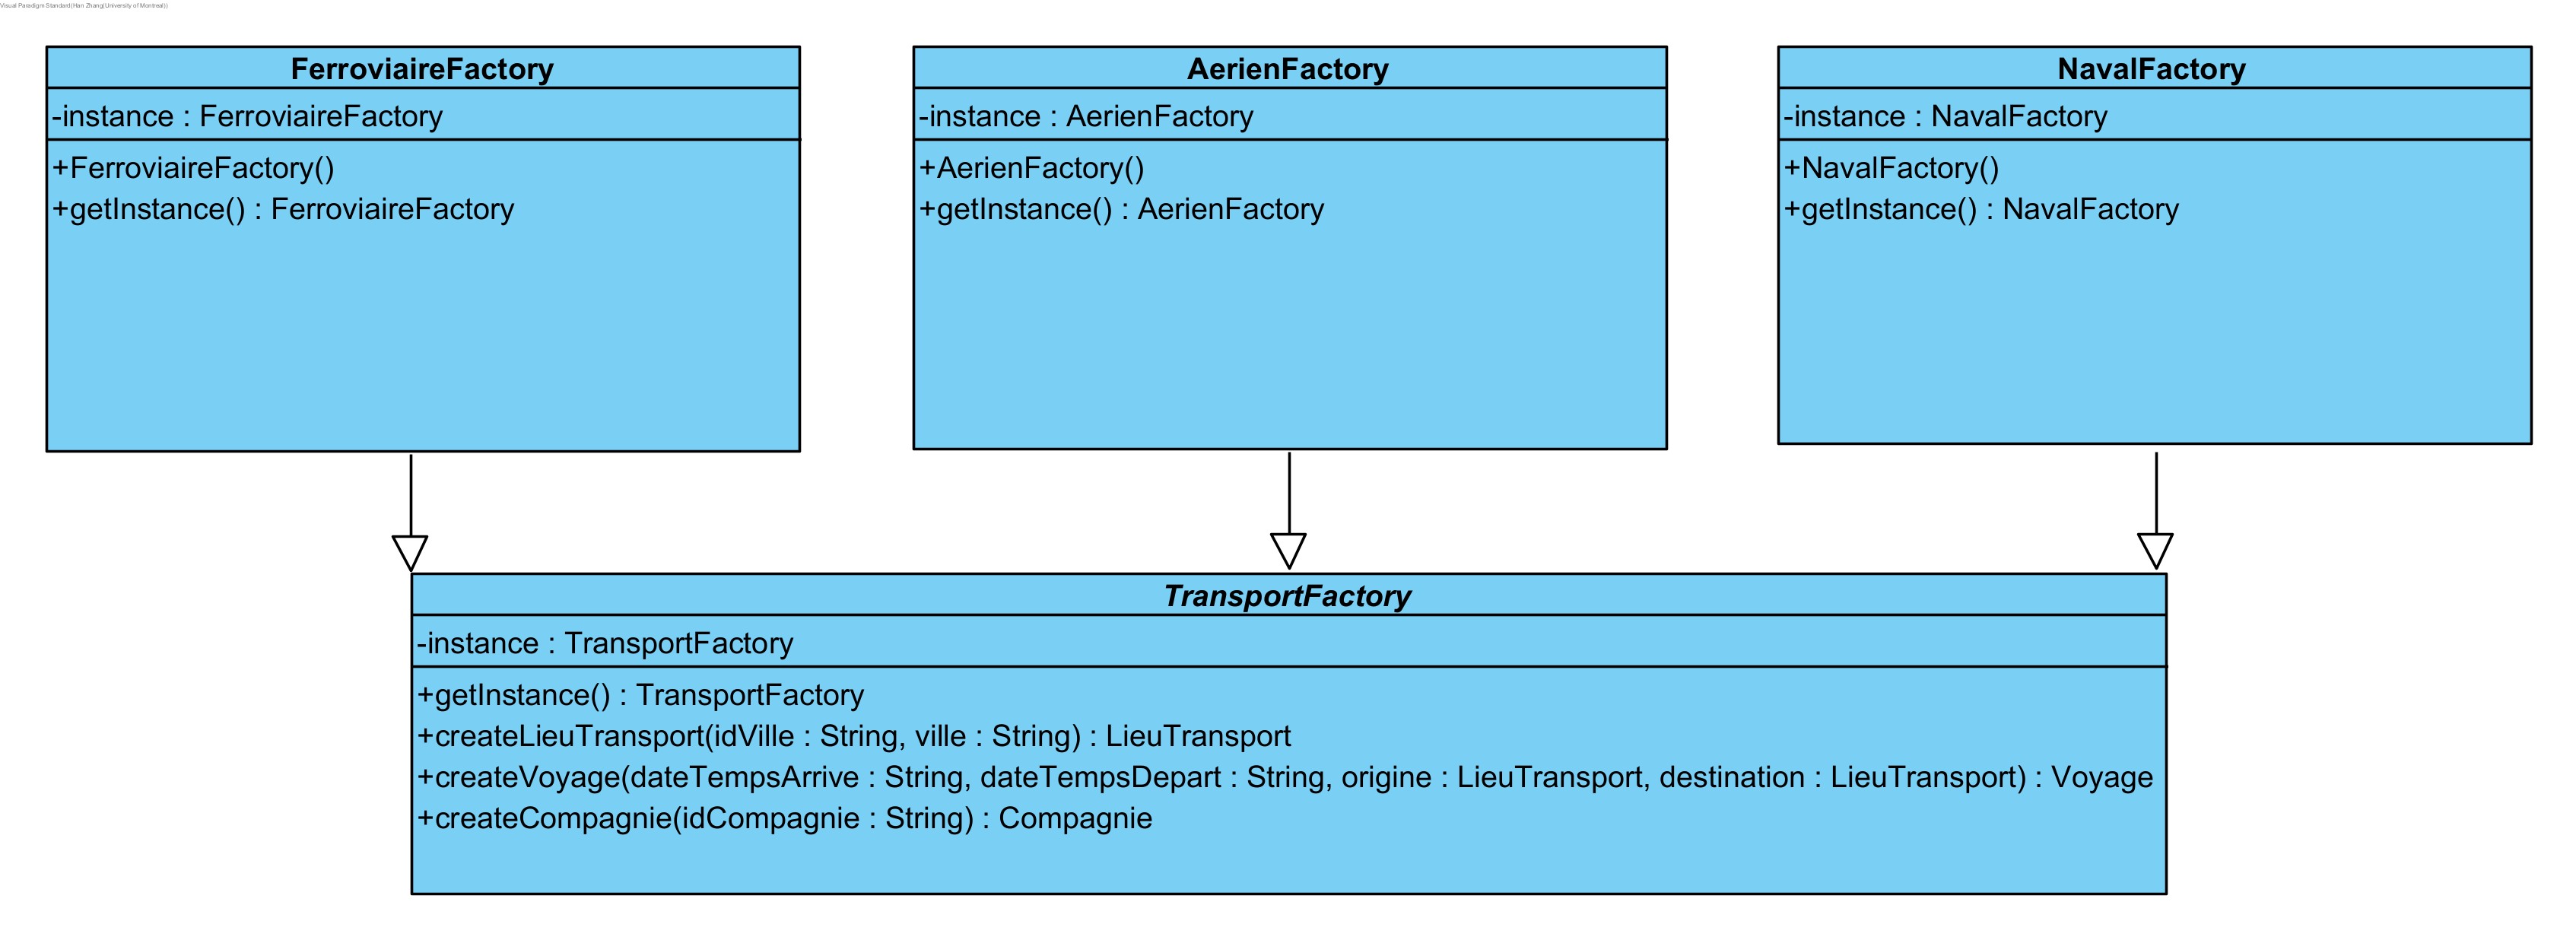 Visual Paradigm Standard(Han Zhang(University of Montreal))
FerroviaireFactory
-instance : FerroviaireFactory
+FerroviaireFactory()
+getInstance() : FerroviaireFactory
AerienFactory
-instance : AerienFactory
+AerienFactory()
+getInstance() : AerienFactory
NavalFactory
-instance : NavalFactory
+NavalFactory()
+getInstance() : NavalFactory
TransportFactory
-instance : TransportFactory
+getInstance() : TransportFactory
+createLieuTransport(idVille : String, ville : String) : LieuTransport
+createVoyage(dateTempsArrive : String, dateTempsDepart : String, origine : LieuTransport, destination : LieuTransport) : Voyage
+createCompagnie(idCompagnie : String) : Compagnie